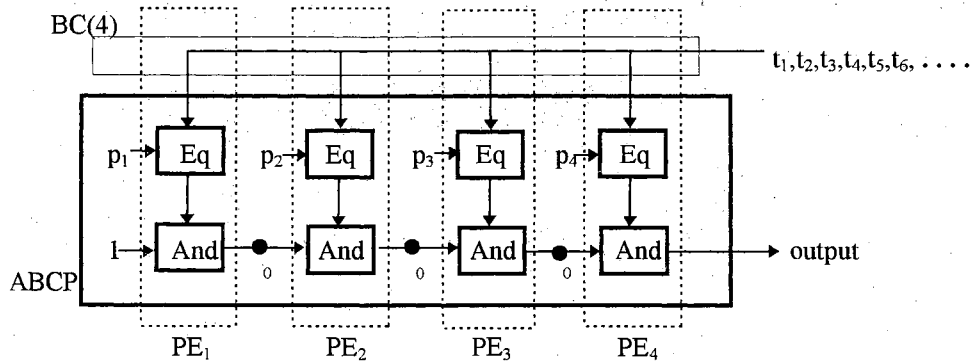 BC(4)
t1,t2,t3,t4,t5,t6, . . . .
p1 Eq p2 Eq p3 Eq p4 Eq
1 And And And And output
0 0 0
ABCP
PE1 PE2 PE3 PE4